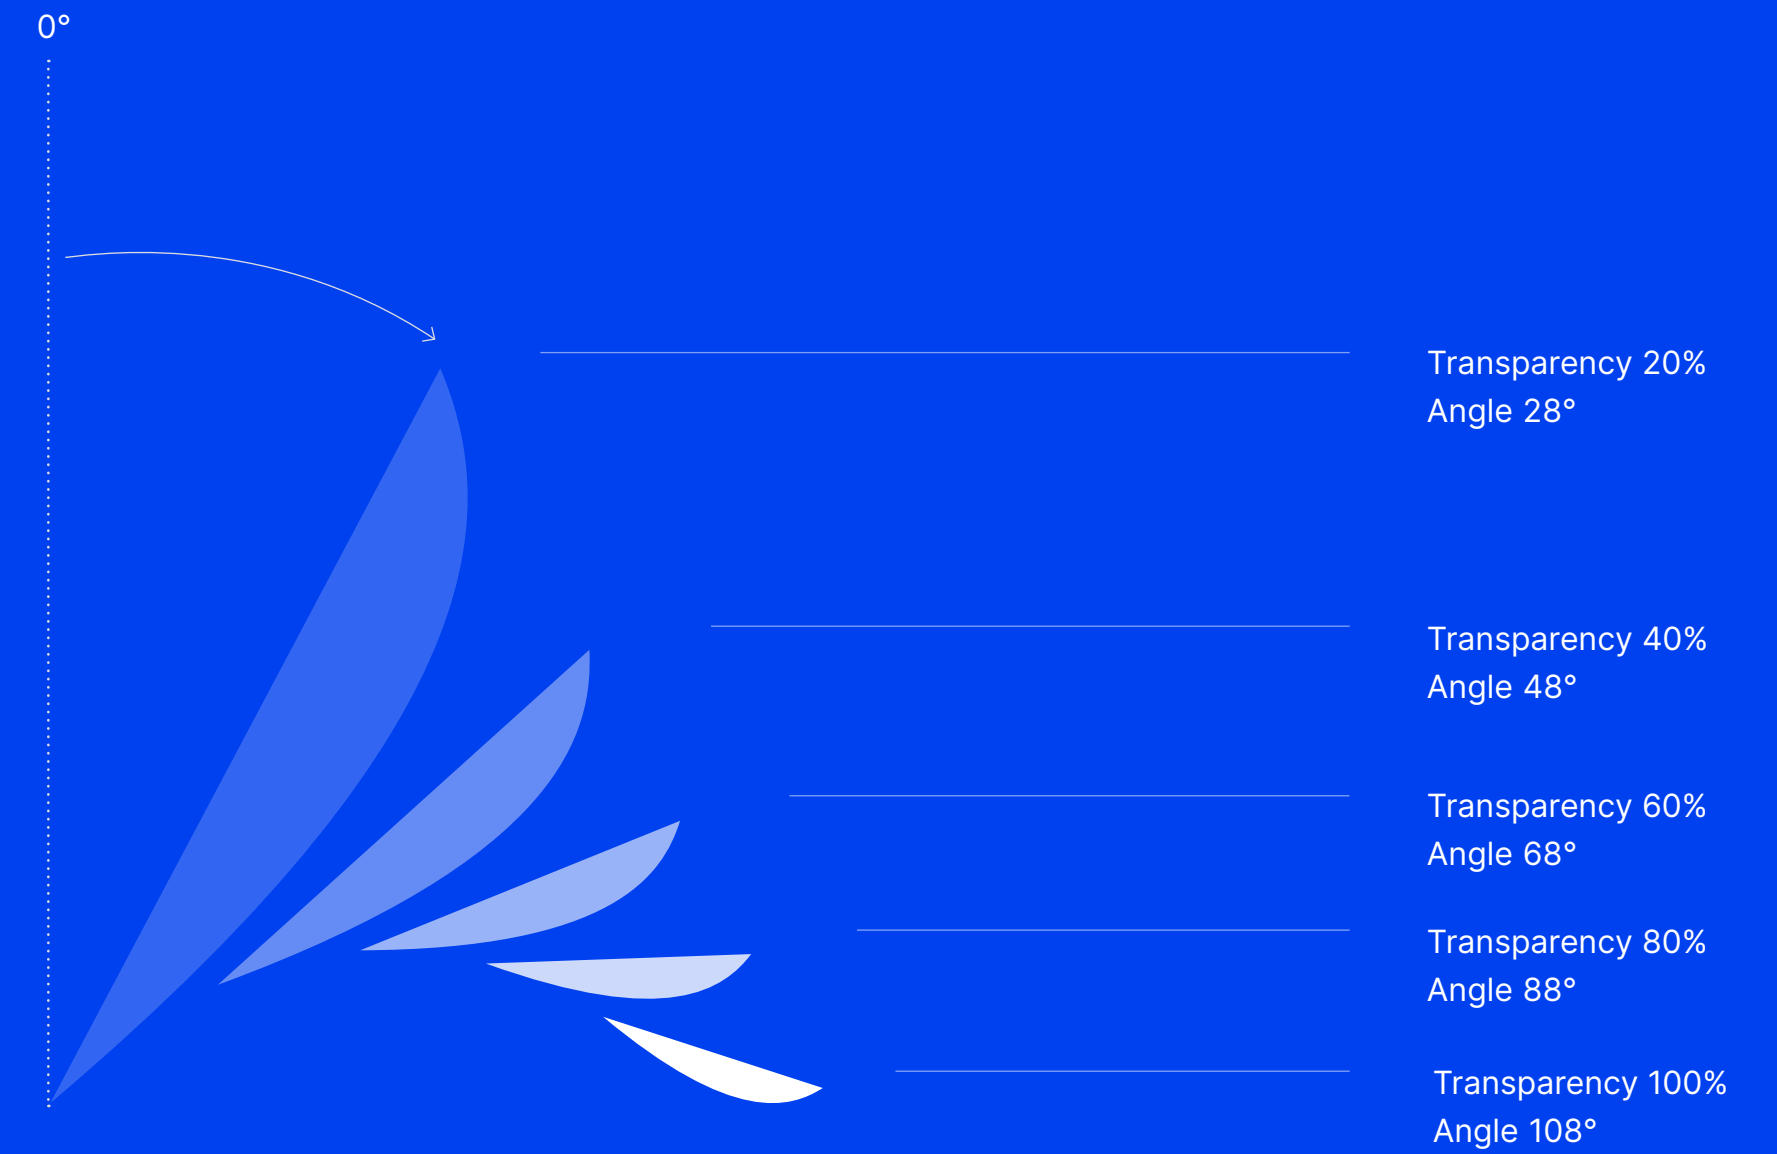 0°
Transparency 20%
Angle 28°
Transparency 40%
Angle 48°
Transparency 60%
Angle 68°
Transparency 80%
Angle 88°
Transparency 100%
Angle 108°